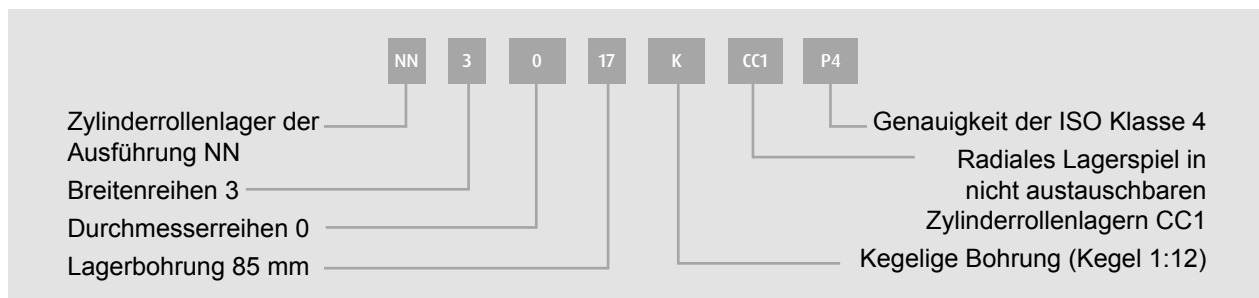 NN 3 0 17 K CC1 P4
Zylinderrollenlager der
Ausführung NN
Breitenreihen 3
Durchmesserreihen 0
Lagerbohrung 85 mm
Genauigkeit der ISO Klasse 4
Radiales Lagerspiel in
nicht austauschbaren
Zylinderrollenlagern CC1
Kegelige Bohrung (Kegel 1:12)